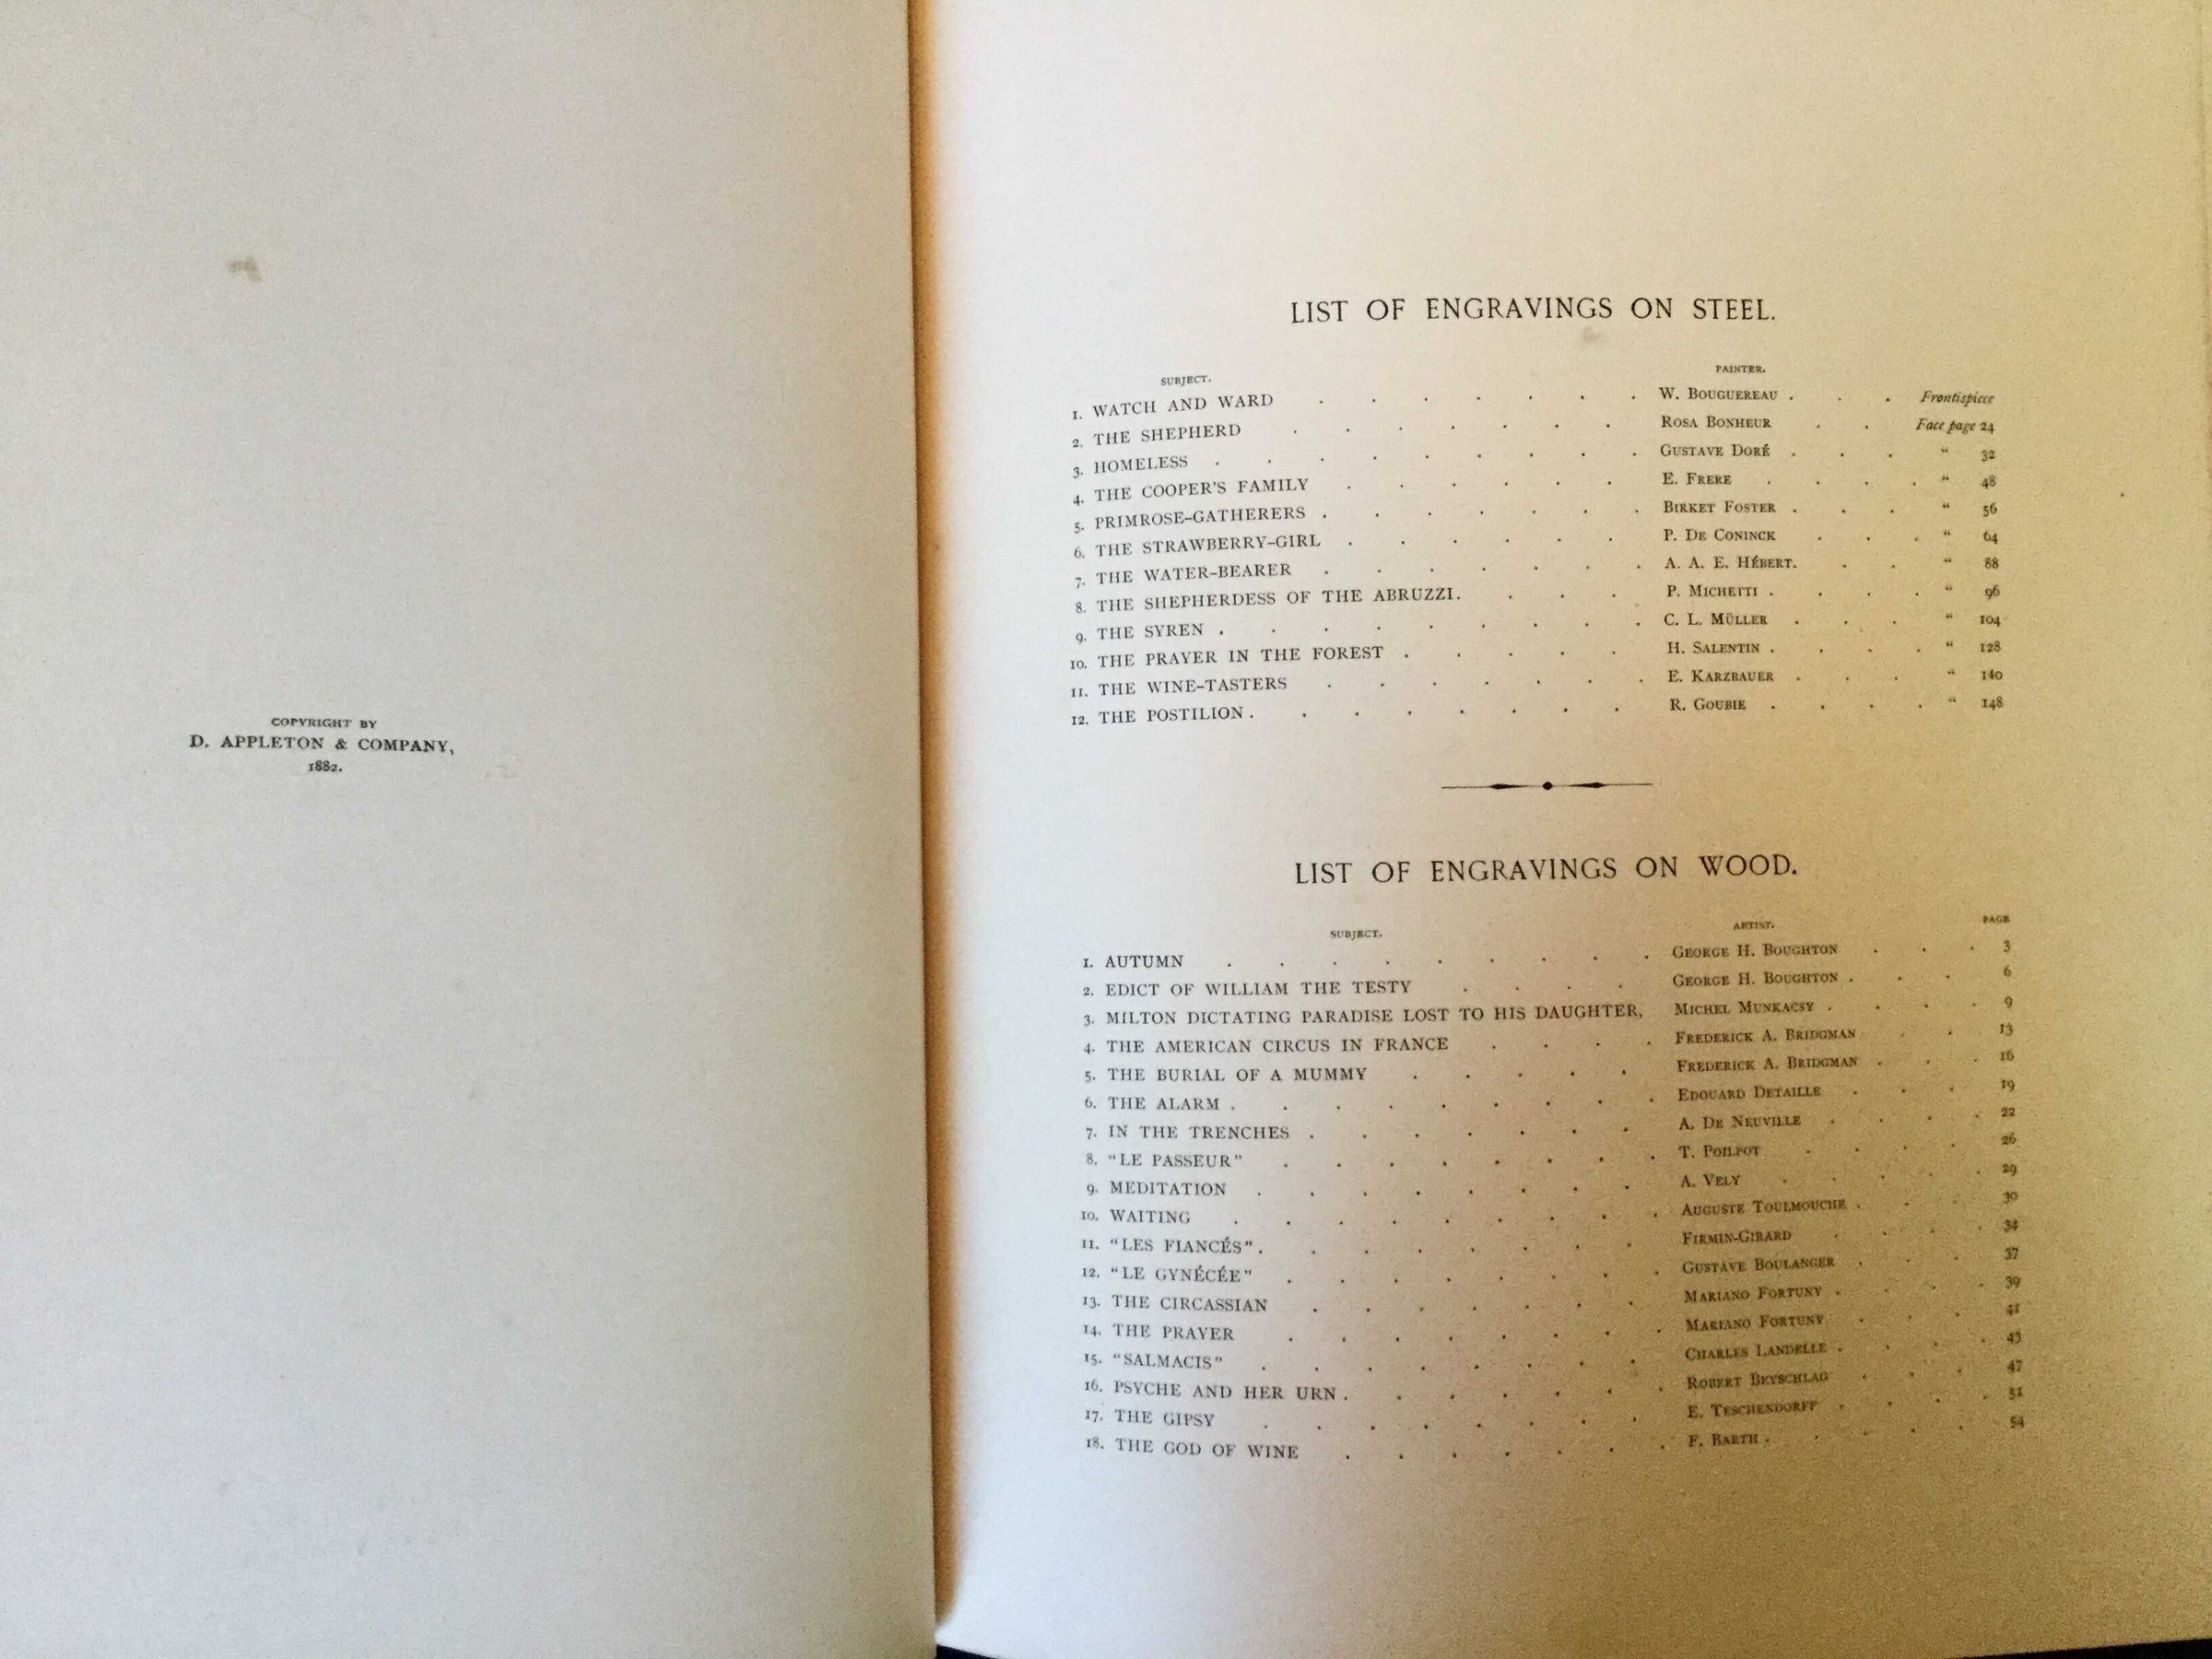 COPYRIGHT BY
D. APPLETON & COMPANY,
1882.
LIST OF ENGRAVINGS ON STEEL.
SUBJECT. PAINTER.
1. WATCH AND WARD . . . . . . . W. BOUGUEREAU . . . Frontispiece
2. THE SHEPHERD . . . . . . . ROSA BONHEUR . . Face page 24
3. HOMELESS . . . . . . . . . GUSTAVE DORÉ . . . " 32
4. THE COOPER'S FAMILY . . . . . . E. FRERE . . . . " 48
5. PRIMROSE-GATHERERS . . . . . . . BIRKET FOSTER . . . " 56
6. THE STRAWBERRY-GIRL . . . . . . P. DE CONINCK . . . " 64
7. THE WATER-BEARER . . . . . . . A. A. E. HÉBERT. . . " 88
8. THE SHEPHERDESS OF THE ABRUZZI. . . . P. MICHETTI . . . . " 96
9. THE SYREN . . . . . . . . . C. L. MÜLLER . . . " 104
10. THE PRAYER IN THE FOREST . . . . . H. SALENTIN . . . . " 128
11. THE WINE-TASTERS . . . . . . . E. KARZBAUER . . . " 140
12. THE POSTILION . . . . . . . . R. GOUBIE . . . . " 148
LIST OF ENGRAVINGS ON WOOD.
SUBJECT. ARTIST. PAGE
1. AUTUMN . . . . . . . . . GEORGE H. BOUGHTON . . . 3
2. EDICT OF WILLIAM THE TESTY . . . . GEORGE H. BOUGHTON . . . 6
3. MILTON DICTATING PARADISE LOST TO HIS DAUGHTER, MICHEL MUNKACSY . . . . 9
4. THE AMERICAN CIRCUS IN FRANCE . . . . FREDERICK A. BRIDGMAN . . 13
5. THE BURIAL OF A MUMMY . . . . . FREDERICK A. BRIDGMAN . . . 16
6. THE ALARM . . . . . . . . . EDOUARD DETAILLE . . . 19
7. IN THE TRENCHES . . . . . . . A. DE NEUVILLE . . . . 22
8. "LE PASSEUR" . . . . . . . . T. POILPOT . . . . 26
9. MEDITATION . . . . . . . . A. VELY . . . . . 29
10. WAITING . . . . . . . . . AUGUSTE TOULMOUCHE . . . 30
11. "LES FIANCÉS" . . . . . . . . FIRMIN-GIRARD . . . . 34
12. "LE GYNÉCÉE" . . . . . . . . GUSTAVE BOULANGER . . . 37
13. THE CIRCASSIAN . . . . . . . MARIANO FORTUNY . . . . 39
14. THE PRAYER . . . . . . . . MARIANO FORTUNY . . . 41
15. "SALMACIS" . . . . . . . . CHARLES LANDELLE . . . . 43
16. PSYCHE AND HER URN . . . . . . . ROBERT BEYSCHLAG . . . 47
17. THE GIPSY . . . . . . . . E. TESCHENDORFF . . . . 51
18. THE GOD OF WINE . . . . . . . F. BARTH . . . . . 54